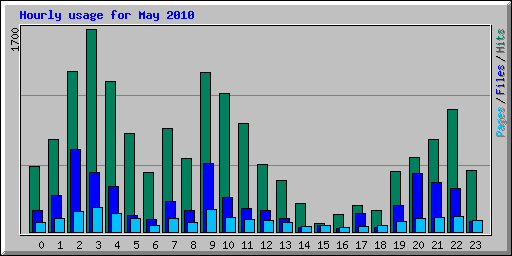 Hourly usage for May 2010
1700
Pages/Files/Hits
0 1 2 3 4 5 6 7 8 9 10 11 12 13 14 15 16 17 18 19 20 21 22 23